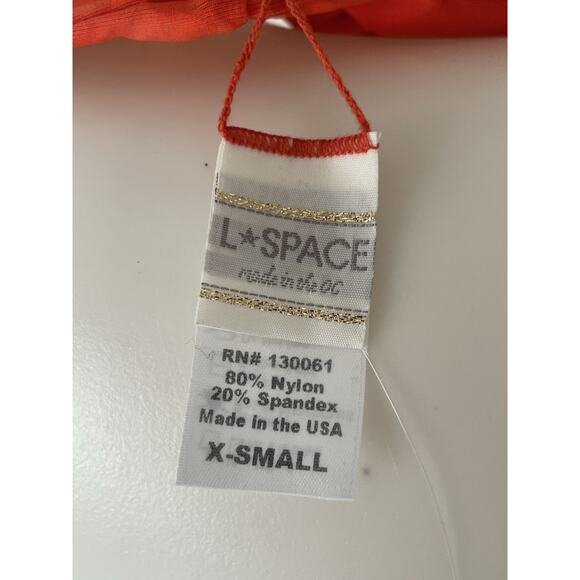 L★SPACE
made in the OC
RN# 130061
80% Nylon
20% Spandex
Made in the USA
X-SMALL